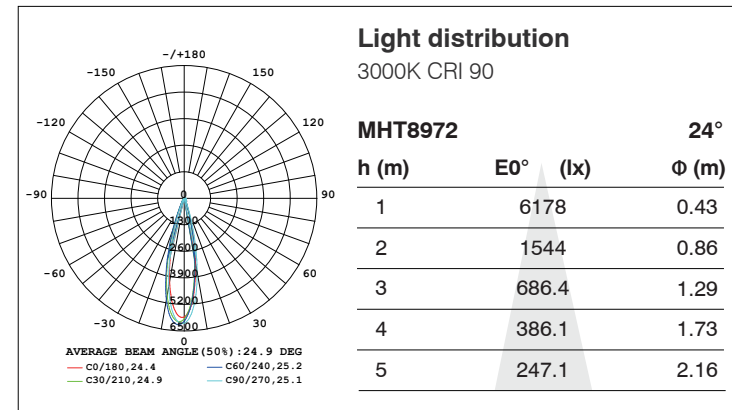 Light distribution
3000K CRI 90
-/+180
-150 150
-120 120
-90 90
-60 60
-30 30
0
0
1300
2600
3900
5200
6500
AVERAGE BEAM ANGLE(50%):24.9 DEG
C0/180,24.4 C60/240,25.2
C30/210,24.9 C90/270,25.1
MHT8972 24°
h (m) E0° (lx) Φ (m)
1 6178 0.43
2 1544 0.86
3 686.4 1.29
4 386.1 1.73
5 247.1 2.16